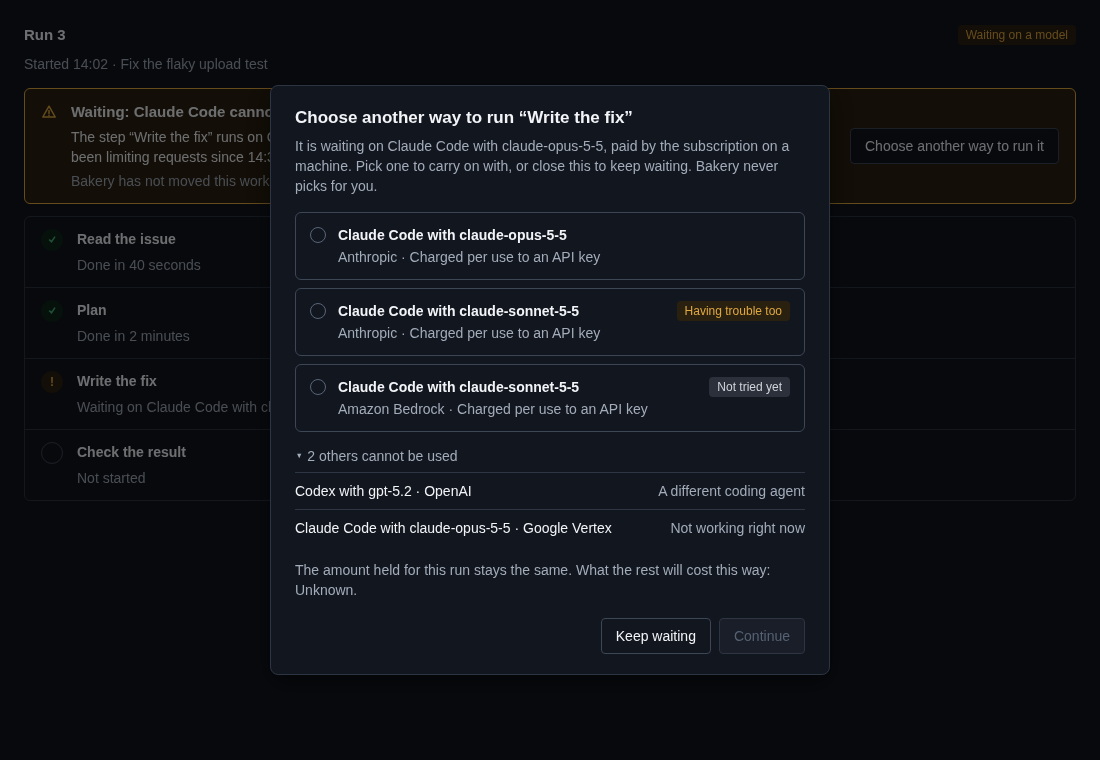 Run 3
Waiting on a model
Started 14:02 · Fix the flaky upload test
Waiting: Claude Code
The step “Write the fix” runs on
been limiting requests since
Bakery has not moved this work
Choose another way to run it
Read the issue
Done in 40 seconds
Plan
Done in 2 minutes
!
Write the fix
Waiting on Claude Code with
Check the result
Not started
Choose another way to run “Write the fix”
It is waiting on Claude Code with claude-opus-5-5, paid by the subscription on a
machine. Pick one to carry on with, or close this to keep waiting. Bakery never
picks for you.
Claude Code with claude-opus-5-5
Anthropic · Charged per use to an API key
Claude Code with claude-sonnet-5-5
Having trouble too
Anthropic · Charged per use to an API key
Claude Code with claude-sonnet-5-5
Not tried yet
Amazon Bedrock · Charged per use to an API key
2 others cannot be used
Codex with gpt-5.2 · OpenAI
A different coding agent
Claude Code with claude-opus-5-5 · Google Vertex
Not working right now
The amount held for this run stays the same. What the rest will cost this way:
Unknown.
Keep waiting
Continue